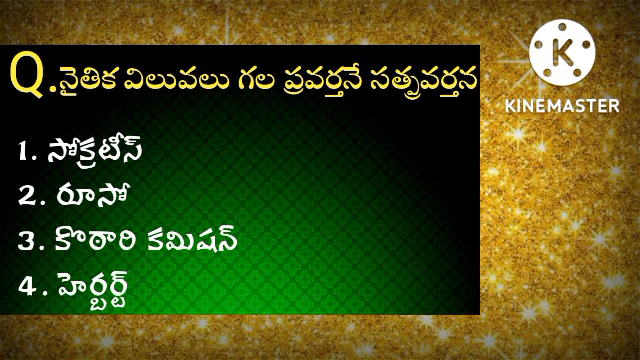 Q.నైతిక విలువలు గల ప్రవర్తనే సత్ప్రవర్తన
1. సోక్రటీస్
2. రూసో
3. కొఠారి కమిషన్
4. హెర్బర్ట్
K
KINEMASTER